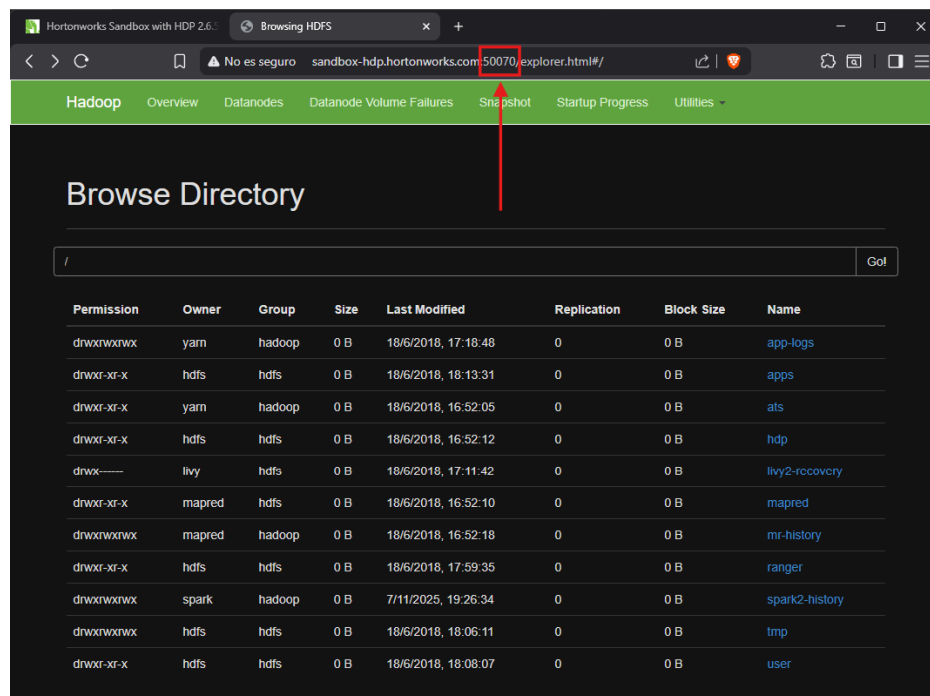 Hortonworks Sandbox with HDP 2.6.5
Browsing HDFS
No es seguro sandbox-hdp.hortonworks.com:50070/explorer.html#/
Hadoop Overview Datanodes Datanode Volume Failures Snapshot Startup Progress Utilities
Browse Directory
/ Go!
Permission Owner Group Size Last Modified Replication Block Size Name
drwxrwxrwx yarn hadoop 0 B 18/6/2018, 17:18:48 0 0 B app-logs
drwxr-xr-x hdfs hdfs 0 B 18/6/2018, 18:13:31 0 0 B apps
drwxr-xr-x yarn hadoop 0 B 18/6/2018, 16:52:05 0 0 B ats
drwxr-xr-x hdfs hdfs 0 B 18/6/2018, 16:52:12 0 0 B hdp
drwx------ livy hdfs 0 B 18/6/2018, 17:11:42 0 0 B livy2-recovery
drwxr-xr-x mapred hdfs 0 B 18/6/2018, 16:52:10 0 0 B mapred
drwxrwxrwx mapred hadoop 0 B 18/6/2018, 16:52:18 0 0 B mr-history
drwxr-xr-x hdfs hdfs 0 B 18/6/2018, 17:59:35 0 0 B ranger
drwxrwxrwx spark hadoop 0 B 7/11/2025, 19:26:34 0 0 B spark2-history
drwxrwxrwx hdfs hdfs 0 B 18/6/2018, 18:06:11 0 0 B tmp
drwxr-xr-x hdfs hdfs 0 B 18/6/2018, 18:08:07 0 0 B user